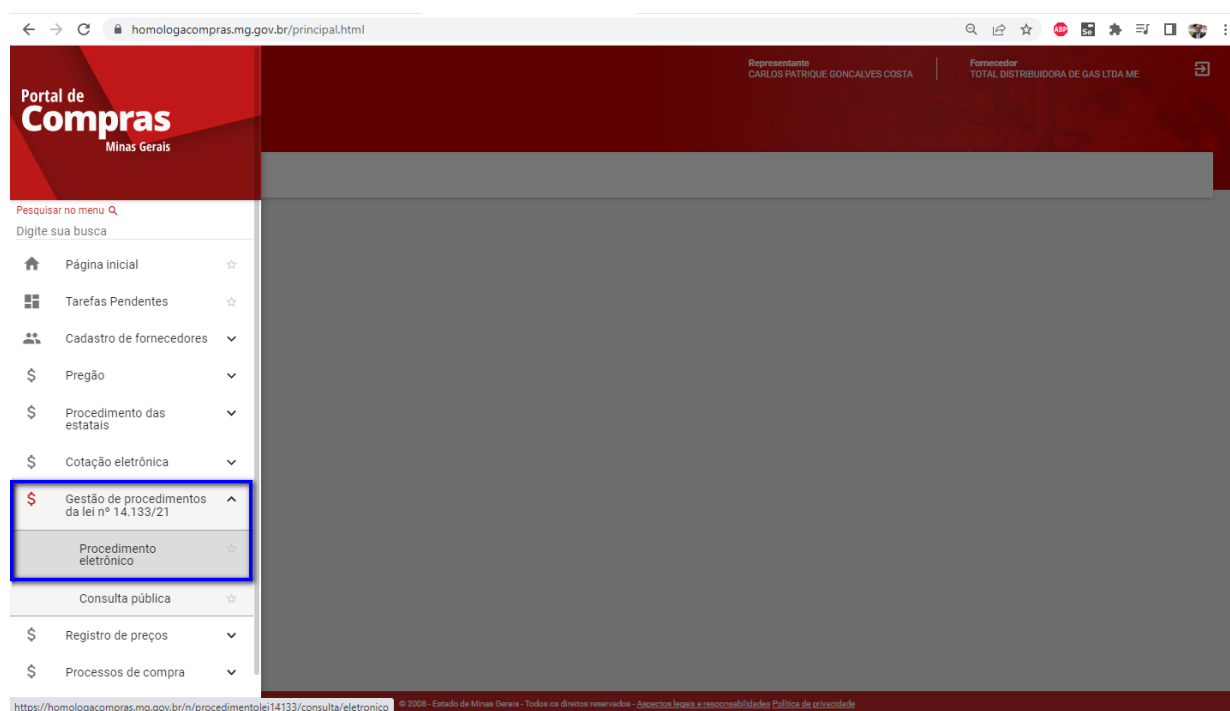 homologacompras.mg.gov.br/principal.html
ABP
Se
Representante
CARLOS PATRIQUE GONCALVES COSTA
Fornecedor
TOTAL DISTRIBUIDORA DE GAS LTDA ME
Portal de
Compras
Minas Gerais
Pesquisar no menu
Digite sua busca
Página inicial
Tarefas Pendentes
Cadastro de fornecedores
$ Pregão
$ Procedimento das
estatais
$ Cotação eletrônica
$ Gestão de procedimentos
da lei nº 14.133/21
Procedimento
eletrônico
Consulta pública
$ Registro de preços
$ Processos de compra
https://homologacompras.mg.gov.br/n/procedimentolei14133/consulta/eletronico
© 2008 - Estado de Minas Gerais - Todos os direitos reservados - Aspectos legais e responsabilidades Política de privacidade